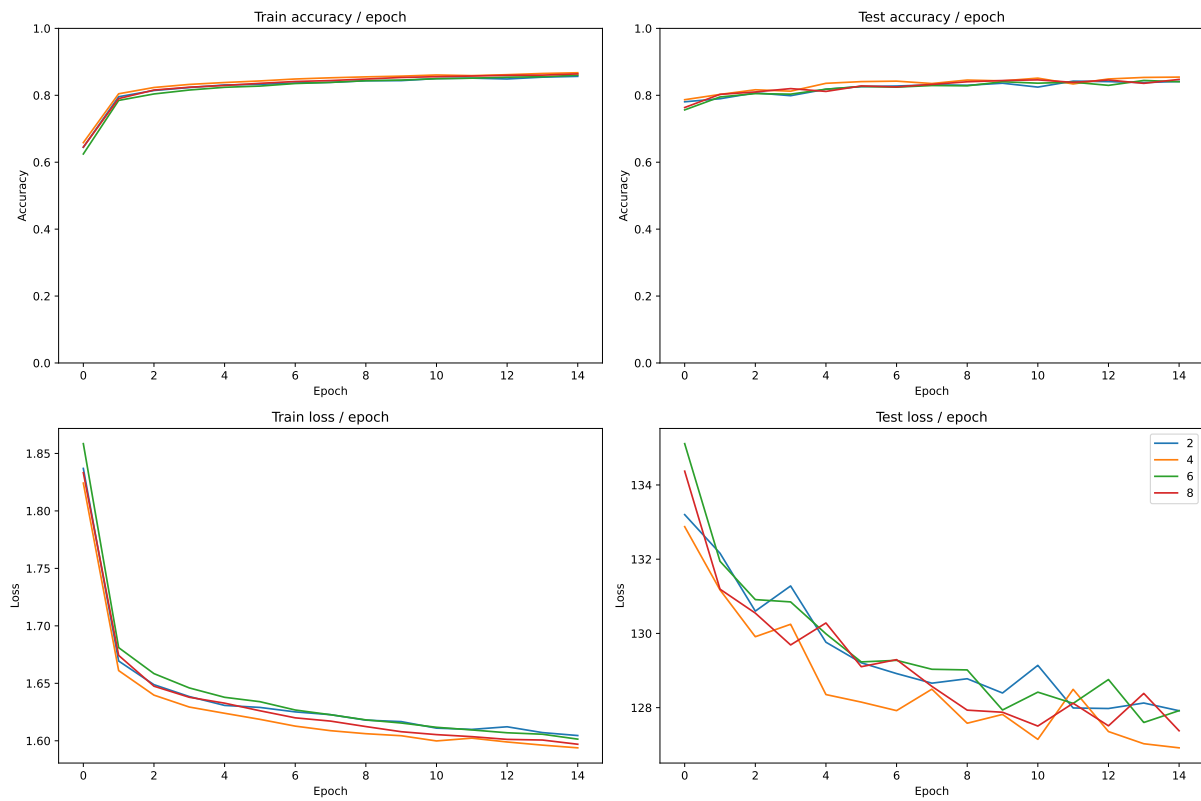 Train accuracy / epoch
1.0
0.8
0.6
0.4
0.2
0.0
Accuracy
0 2 4 6 8 10 12 14
Epoch
Test accuracy / epoch
1.0
0.8
0.6
0.4
0.2
0.0
Accuracy
0 2 4 6 8 10 12 14
Epoch
Train loss / epoch
1.85
1.80
1.75
1.70
1.65
1.60
Loss
0 2 4 6 8 10 12 14
Epoch
Test loss / epoch
134
132
130
128
Loss
0 2 4 6 8 10 12 14
Epoch
2
4
6
8